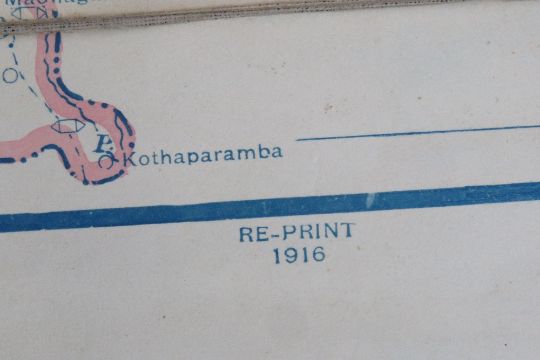 P
Kothaparamba
RE-PRINT
1916